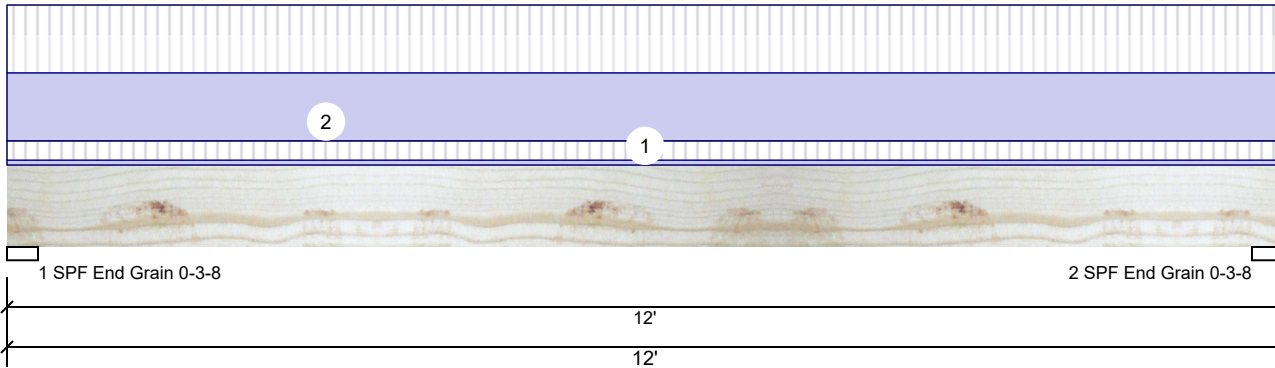 2
1
1 SPF End Grain 0-3-8
2 SPF End Grain 0-3-8
12'
12'